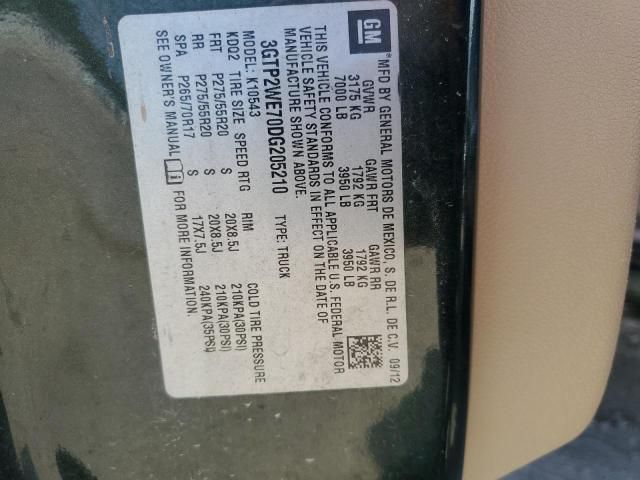 GM
MFD BY GENERAL MOTORS DE MEXICO, S. DE R.L. DE C.V. 09/12
GVWR GAWR FRT GAWR RR
3175 KG 1792 KG 1792 KG
7000 LB 3950 LB 3950 LB
THIS VEHICLE CONFORMS TO ALL APPLICABLE U.S. FEDERAL MOTOR
VEHICLE SAFETY STANDARDS IN EFFECT ON THE DATE OF
MANUFACTURE SHOWN ABOVE.
3GTP2WE70DG205210 TYPE: TRUCK
MODEL: K10543
KDQ2 TIRE SIZE SPEED RTG RIM COLD TIRE PRESSURE
FRT P275/55R20 S 20X8.5J 210KPA(30PSI)
RR P275/55R20 S 20X8.5J 210KPA(30PSI)
SPA P265/70R17 S 17X7.5J 240KPA(35PSI)
SEE OWNER'S MANUAL FOR MORE INFORMATION.